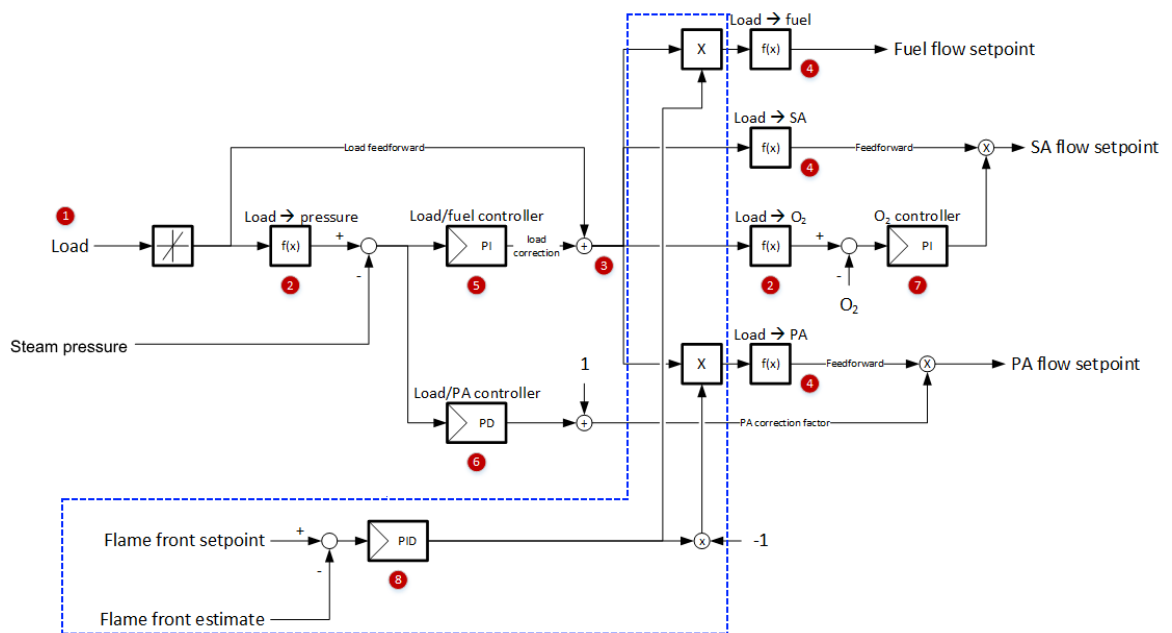 Load → fuel
X
f(x)
Fuel flow setpoint
4
Load → SA
Load feedforward
f(x)
Feedforward
X
SA flow setpoint
4
1
Load → pressure
Load/fuel controller
Load → O₂
O₂ controller
Load
f(x)
+
-
PI
load
correction
+
3
f(x)
+
-
PI
2
5
2
7
O₂
Steam pressure
Load → PA
1
X
f(x)
Feedforward
X
PA flow setpoint
4
Load/PA controller
PD
+
PA correction factor
6
Flame front setpoint
+
-
PID
x
-1
8
Flame front estimate